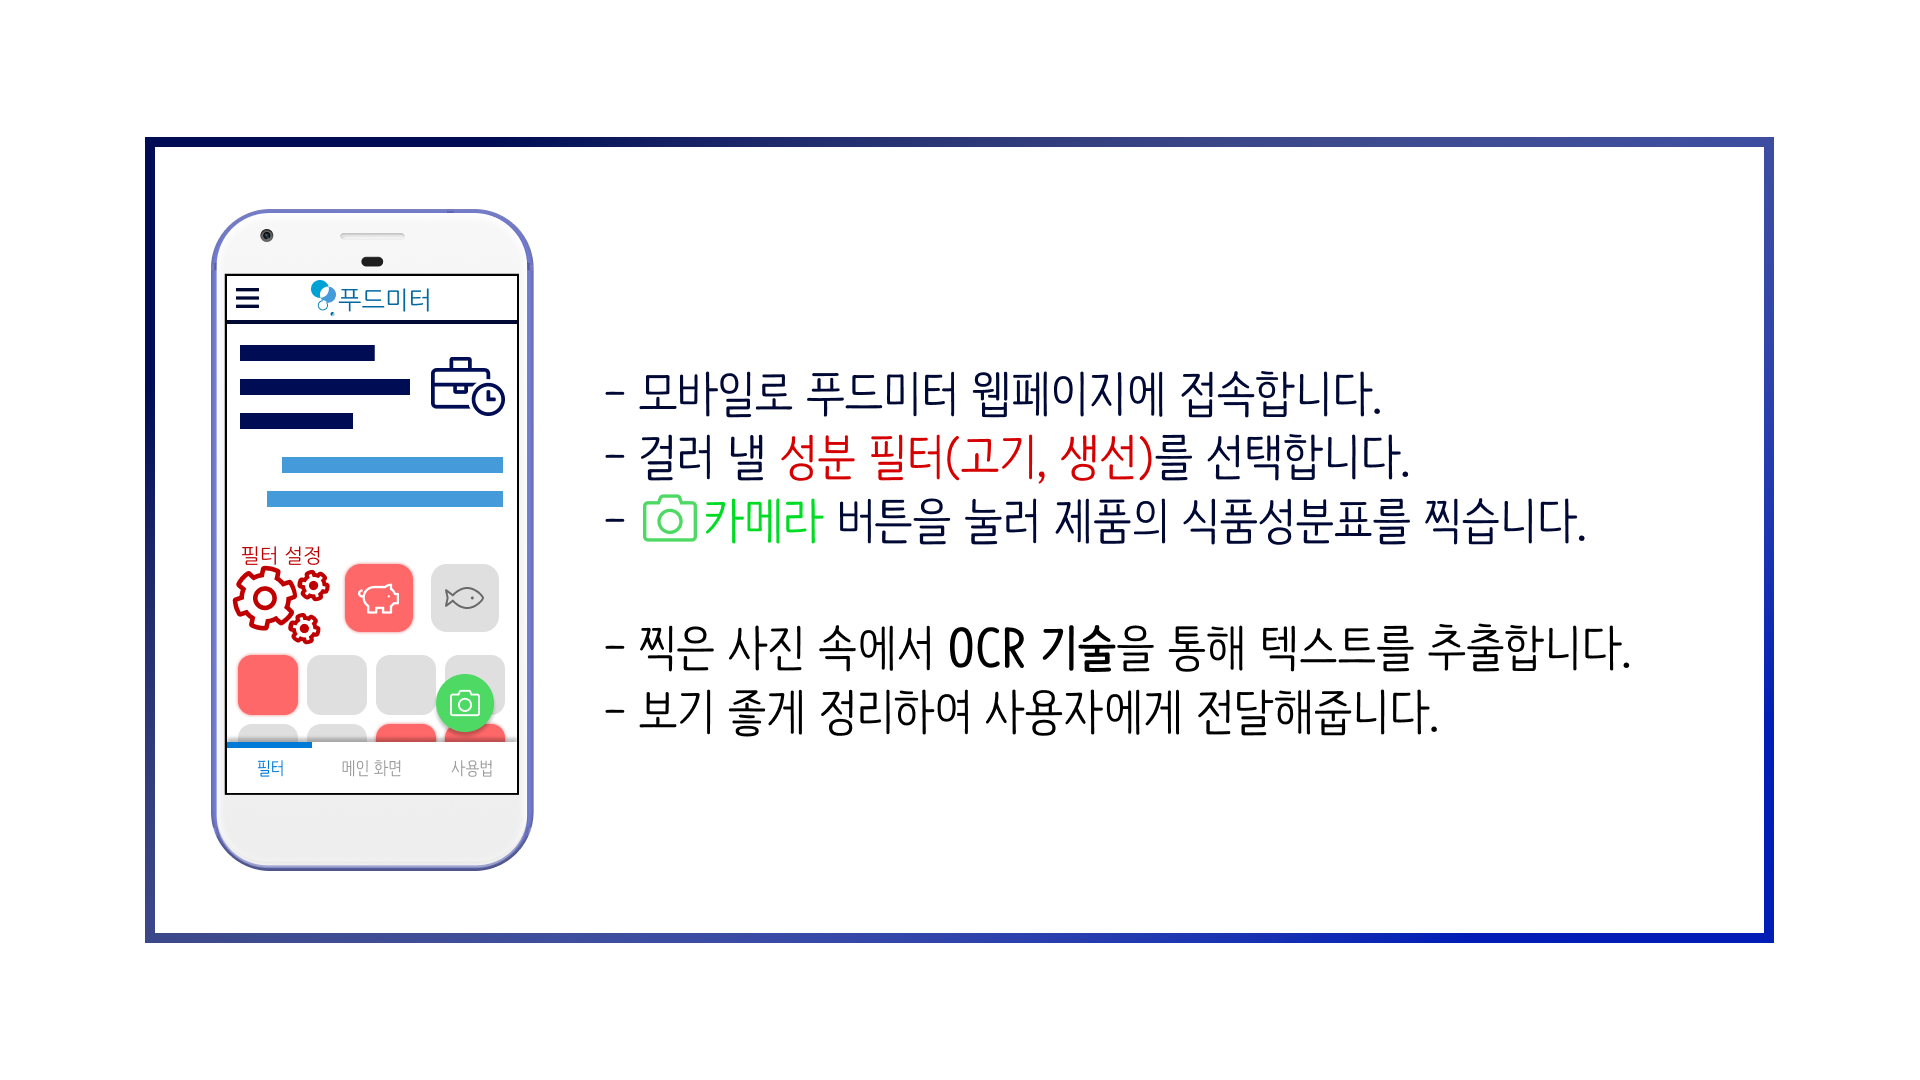 푸드미터
필터 설정
필터
메인 화면
사용법
- 모바일로 푸드미터 웹페이지에 접속합니다.
- 걸러 낼 성분 필터(고기, 생선)를 선택합니다.
- 카메라 버튼을 눌러 제품의 식품성분표를 찍습니다.
- 찍은 사진 속에서 OCR 기술을 통해 텍스트를 추출합니다.
- 보기 좋게 정리하여 사용자에게 전달해줍니다.